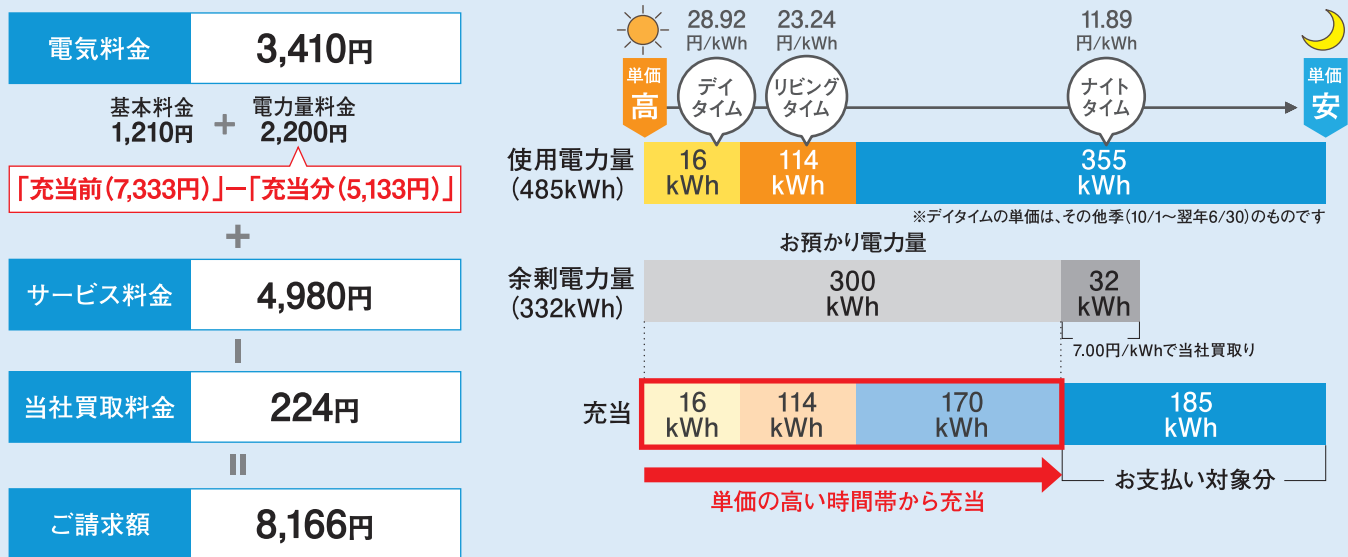 電気料金
3,410円
基本料金
1,210円
+
電力量料金
2,200円
「充当前(7,333円)」ー「充当分(5,133円)」
+
サービス料金
4,980円
当社買取料金
224円
ご請求額
8,166円
28.92
円/kWh
23.24
円/kWh
11.89
円/kWh
単価
高
デイ
タイム
リビング
タイム
ナイト
タイム
単価
安
使用電力量
(485kWh)
16
kWh
114
kWh
355
kWh
※デイタイムの単価は、その他季(10/1〜翌年6/30)のものです
お預かり電力量
余剰電力量
(332kWh)
300
kWh
32
kWh
7.00円/kWhで当社買取り
充当
16
kWh
114
kWh
170
kWh
185
kWh
単価の高い時間帯から充当
お支払い対象分